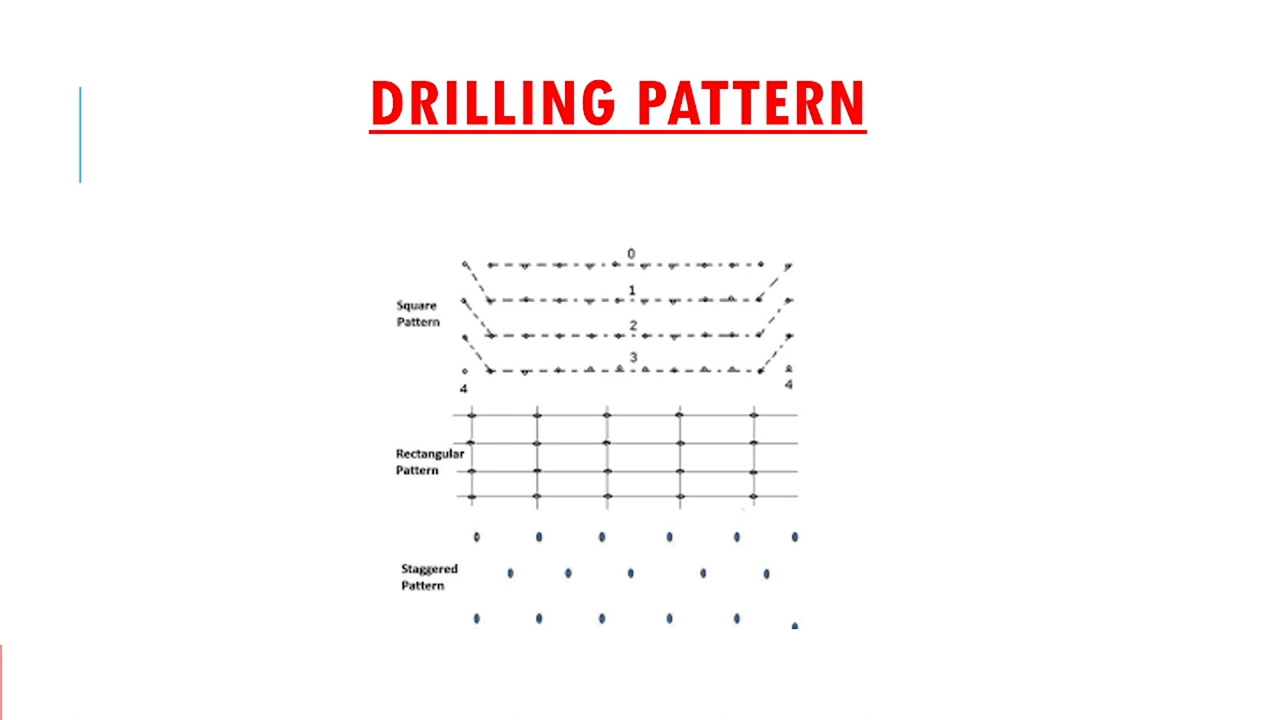 DRILLING PATTERN
0
1
Square
Pattern
2
3
4
4
Rectangular
Pattern
Staggered
Pattern